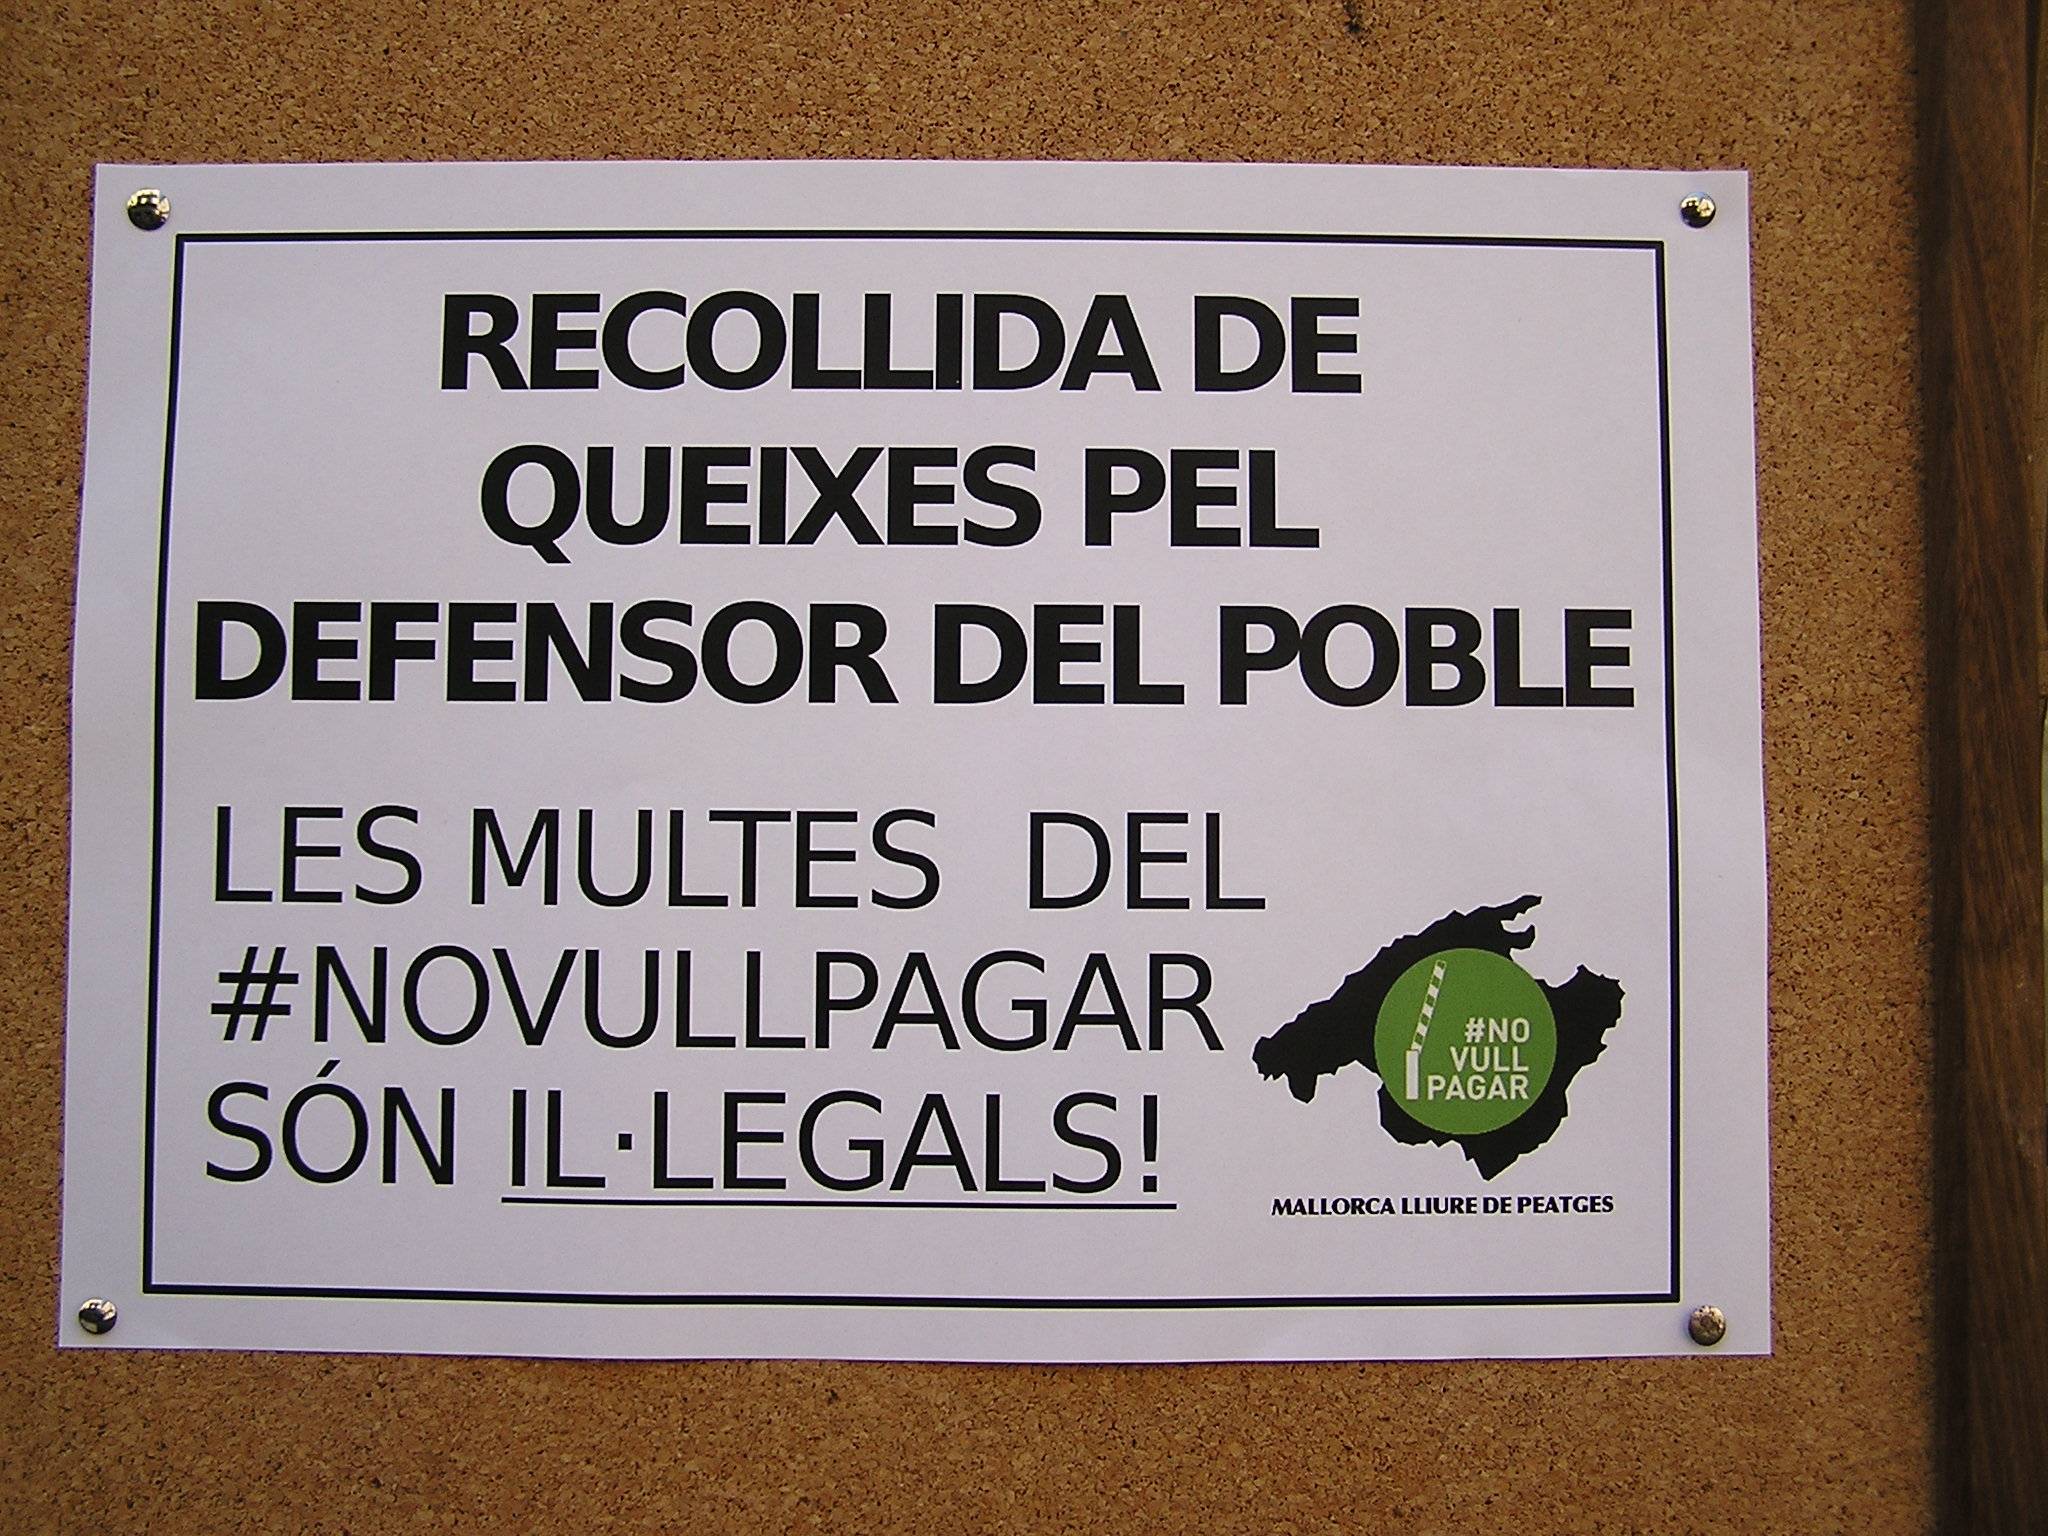 RECOLLIDA DE
QUEIXES PEL
DEFENSOR DEL POBLE
LES MULTES DEL
#NOVULLPAGAR
SÓN IL·LEGALS!
#NO
VULL
PAGAR
MALLORCA LLIURE DE PEATGES